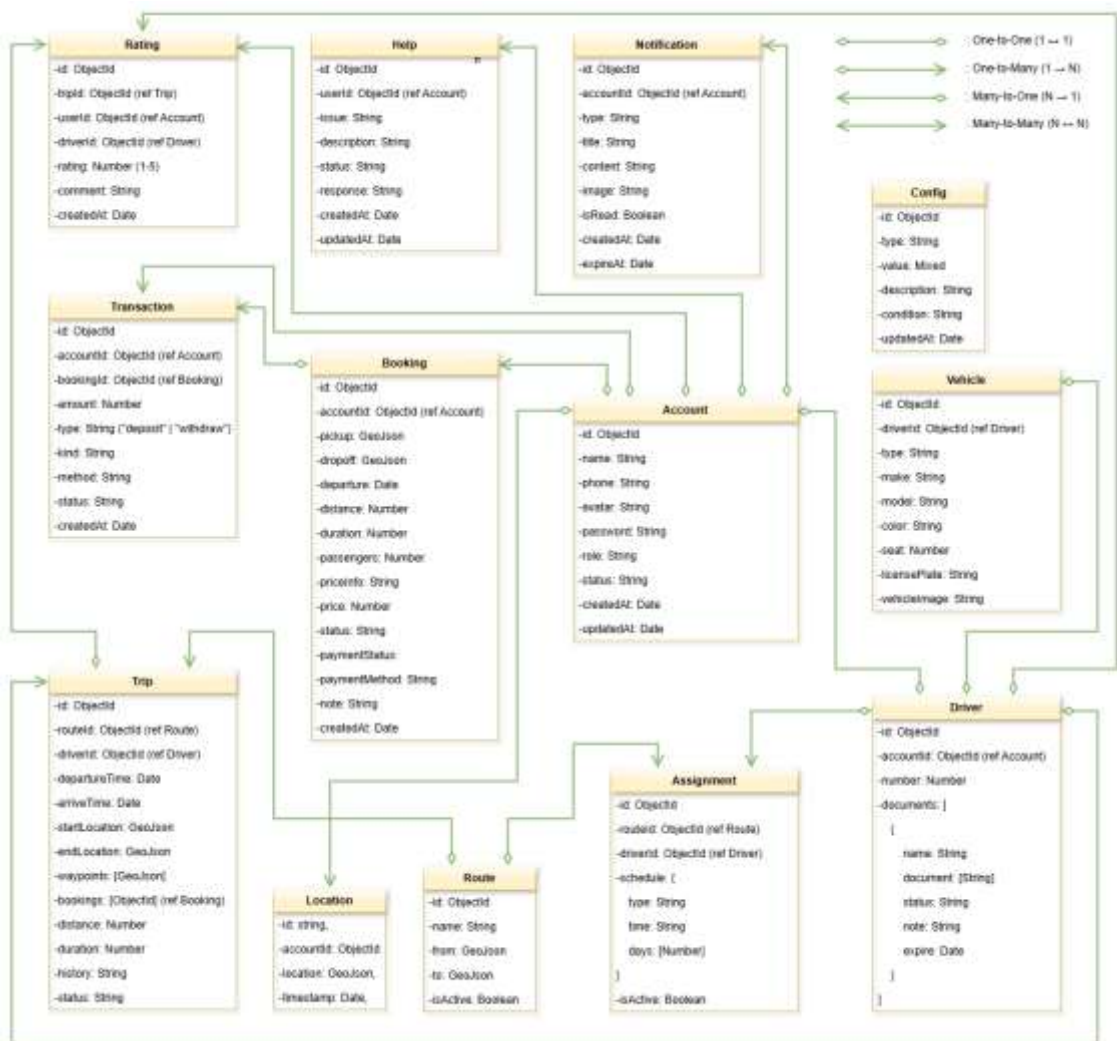 Rating
-id: ObjectId
-tripId: ObjectId (ref Trip)
-userId: ObjectId (ref Account)
-driverId: ObjectId (ref Driver)
-rating: Number (1-5)
-comment: String
-createdAt: Date
Help
n
-id: ObjectId
-userId: ObjectId (ref Account)
-issue: String
-description: String
-status: String
-response: String
-createdAt: Date
-updatedAt: Date
Notification
-id: ObjectId
-accountId: ObjectId (ref Account)
-type: String
-title: String
-content: String
-image: String
-isRead: Boolean
-createdAt: Date
-expireAt: Date
: One-to-One (1 ↔ 1)
: One-to-Many (1 → N)
: Many-to-One (N → 1)
: Many-to-Many (N ↔ N)
Config
-id: ObjectId
-type: String
-value: Mixed
-description: String
-condition: String
-updatedAt: Date
Transaction
-id: ObjectId
-accountId: ObjectId (ref Account)
-bookingId: ObjectId (ref Booking)
-amount: Number
-type: String ("deposit" | "withdraw")
-kind: String
-method: String
-status: String
-createdAt: Date
Booking
-id: ObjectId
-accountId: ObjectId (ref Account)
-pickup: GeoJson
-dropoff: GeoJson
-departure: Date
-distance: Number
-duration: Number
-passengers: Number
-priceInfo: String
-price: Number
-status: String
-paymentStatus
-paymentMethod: String
-note: String
-createdAt: Date
Account
-id: ObjectId
-name: String
-phone: String
-avatar: String
-password: String
-role: String
-status: String
-createdAt: Date
-updatedAt: Date
Vehicle
-id: ObjectId
-driverId: ObjectId (ref Driver)
-type: String
-make: String
-model: String
-color: String
-seat: Number
-licensePlate: String
-vehicleImage: String
Trip
-id: ObjectId
-routeId: ObjectId (ref Route)
-driverId: ObjectId (ref Driver)
-departureTime: Date
-arriveTime: Date
-startLocation: GeoJson
-endLocation: GeoJson
-waypoints: [GeoJson]
-bookings: [ObjectId] (ref Booking)
-distance: Number
-duration: Number
-history: String
-status: String
Location
-id: string,
-accountId: ObjectId
-location: GeoJson,
-timestamp: Date,
Route
-id: ObjectId
-name: String
-from: GeoJson
-to: GeoJson
-isActive: Boolean
Assignment
-id: ObjectId
-routeId: ObjectId (ref Route)
-driverId: ObjectId (ref Driver)
-schedule: {
type: String
time: String
days: [Number]
}
-isActive: Boolean
Driver
-id: ObjectId
-accountId: ObjectId (ref Account)
-number: Number
-documents: [
{
name: String
document: [String]
status: String
note: String
expire: Date
}
]